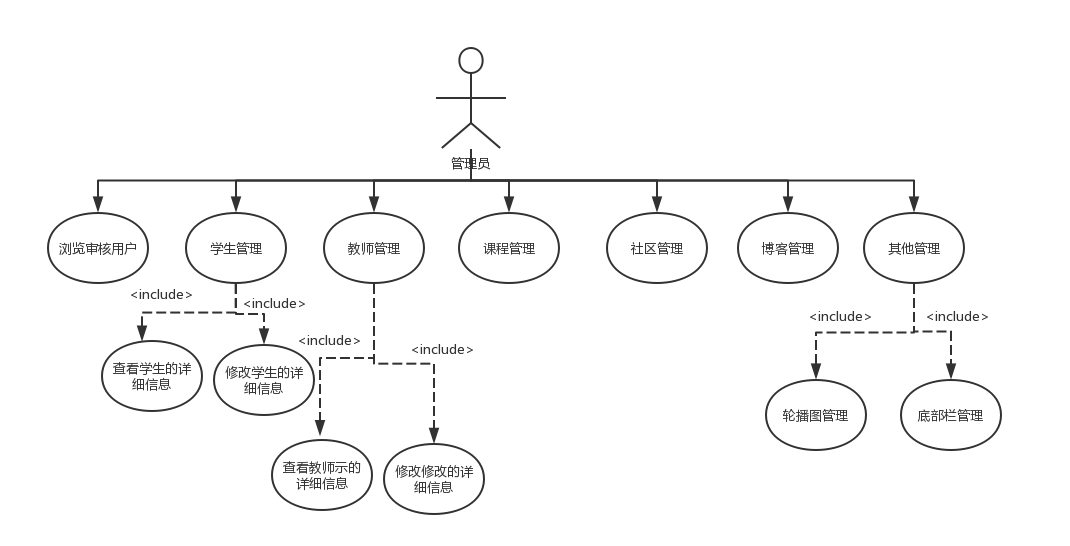 管理员
浏览审核用户
学生管理
教师管理
课程管理
社区管理
博客管理
其他管理
<include>
<include>
<include>
<include>
<include>
<include>
查看学生的详
细信息
修改学生的详
细信息
轮播图管理
底部栏管理
查看教师示的
详细信息
修改修改的详
细信息